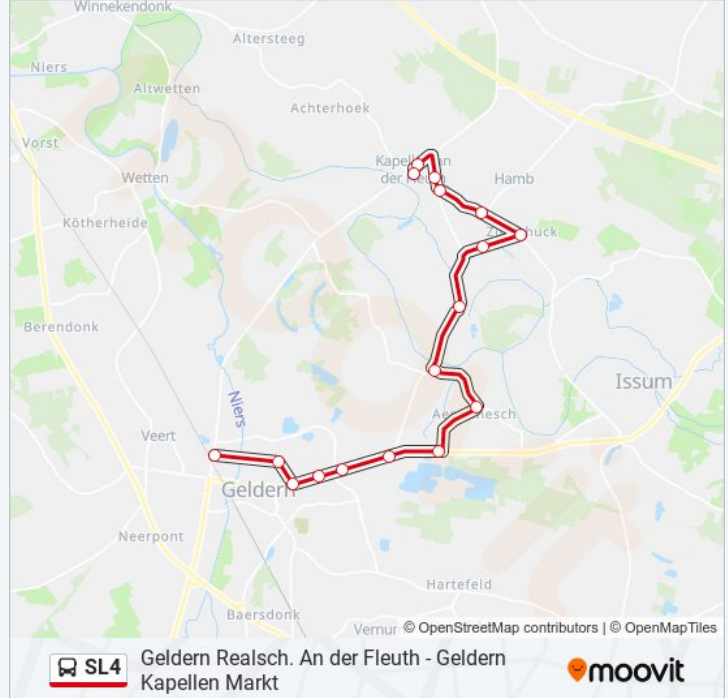 Winnekendonk
Altersteeg
Niers
Altwetten
Achterhoek
Vorst
Wetten
Hamb
Kötherheide
Berendonk
Niers
Issum
Veert
Geldern
Neerpont
Hartefeld
Baersdonk
© OpenStreetMap contributors | © OpenMapTiles
SL4
Geldern Realsch. An der Fleuth - Geldern
Kapellen Markt
moovit